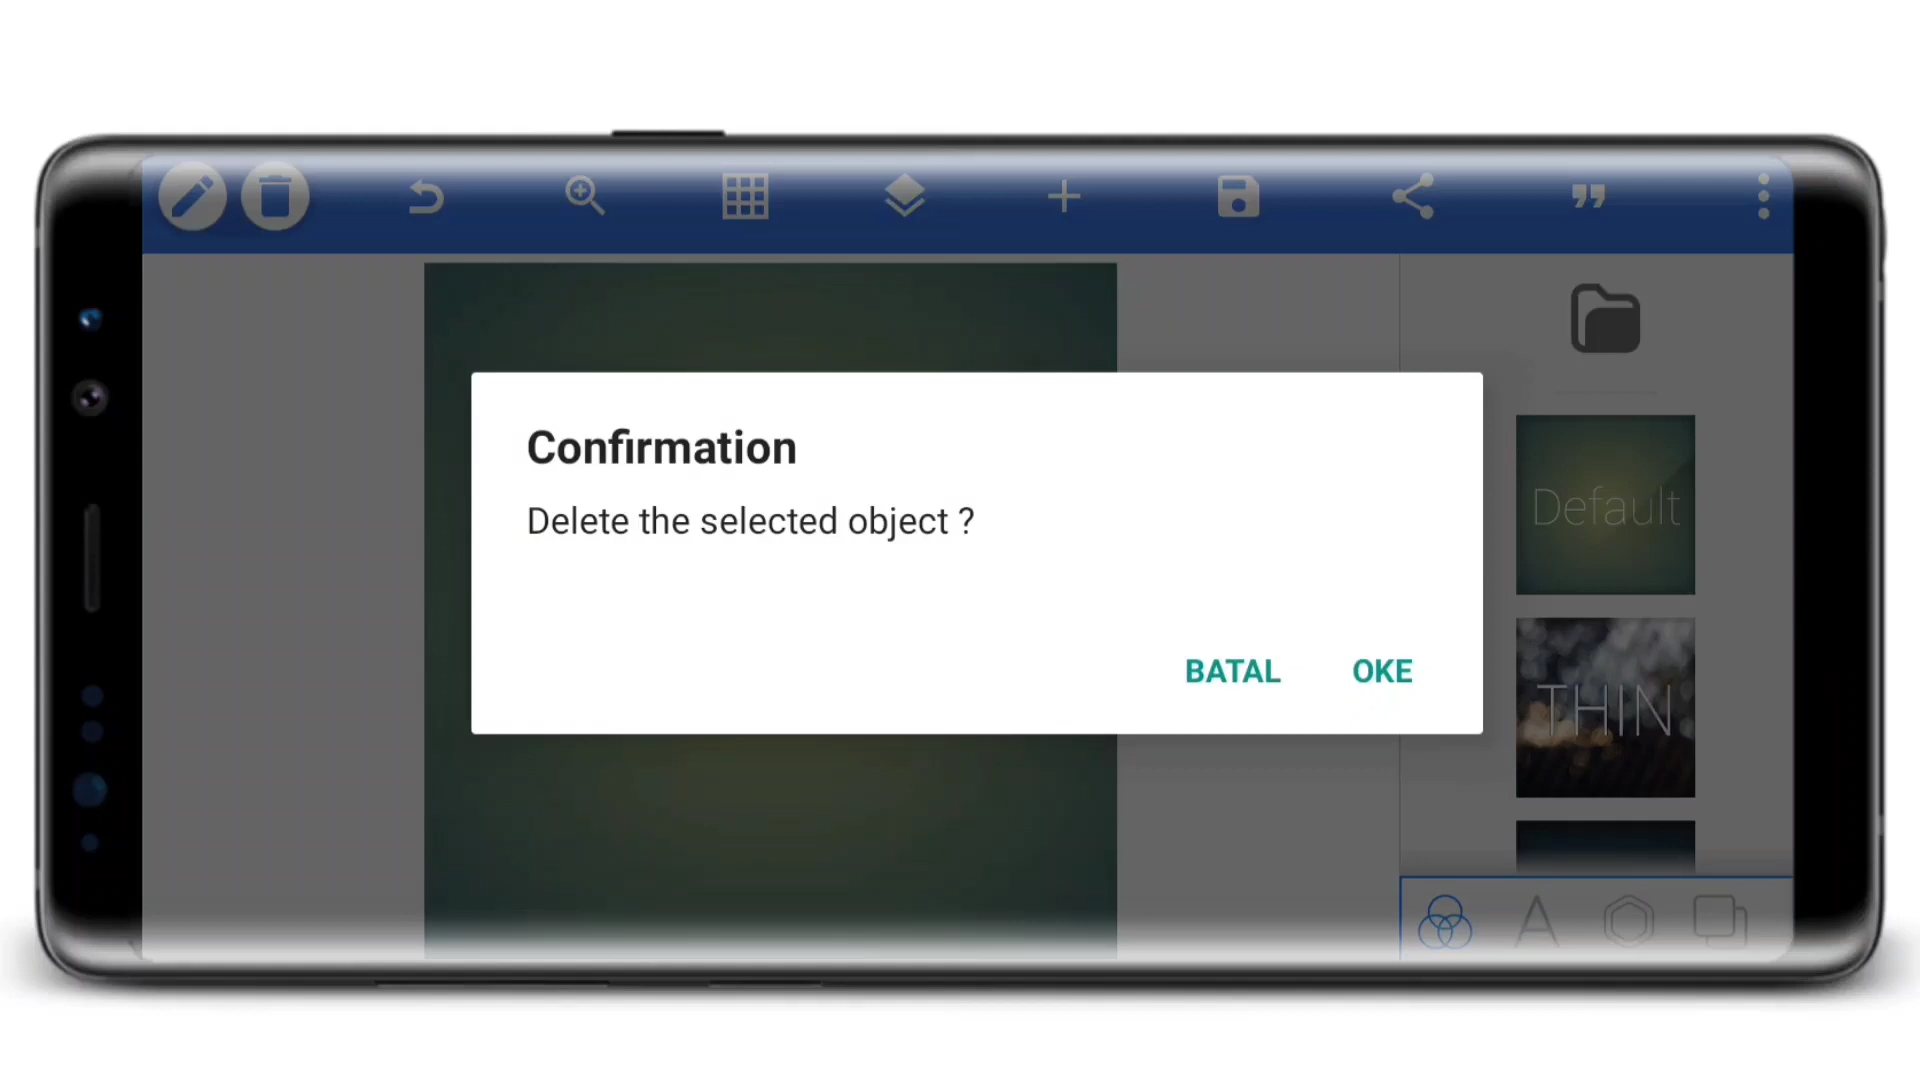 Confirmation
Delete the selected object ?
BATAL
OKE
Default
THIN